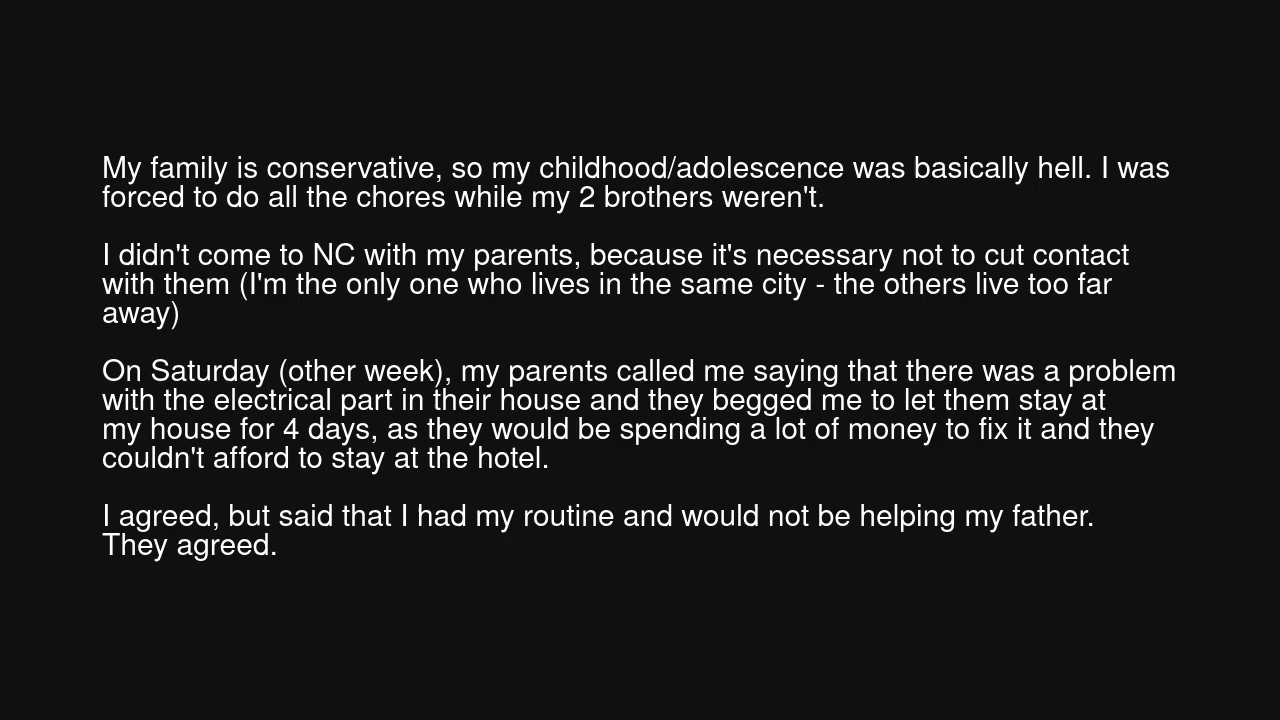 My family is conservative, so my childhood/adolescence was basically hell. I was
forced to do all the chores while my 2 brothers weren't.
I didn't come to NC with my parents, because it's necessary not to cut contact
with them (I'm the only one who lives in the same city - the others live too far
away)
On Saturday (other week), my parents called me saying that there was a problem
with the electrical part in their house and they begged me to let them stay at
my house for 4 days, as they would be spending a lot of money to fix it and they
couldn't afford to stay at the hotel.
I agreed, but said that I had my routine and would not be helping my father.
They agreed.